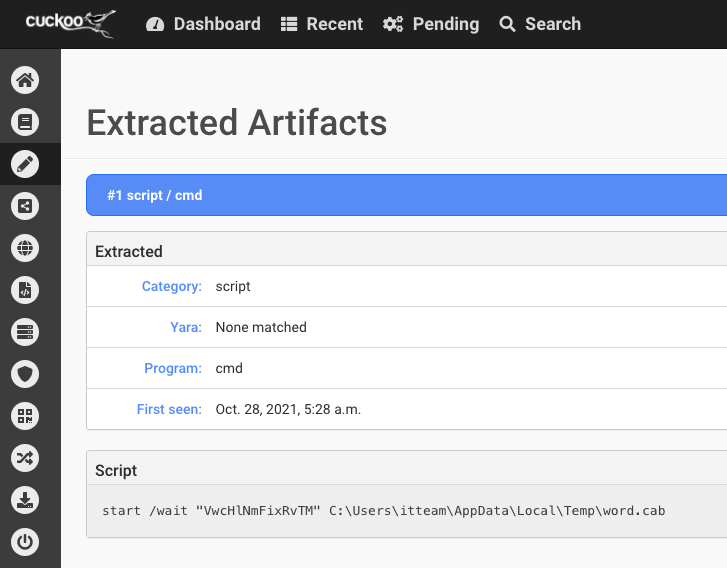 cuckoo Dashboard Recent Pending Search
Extracted Artifacts
#1 script / cmd
Extracted
Category: script
Yara: None matched
Program: cmd
First seen: Oct. 28, 2021, 5:28 a.m.
Script
start /wait "VwcHlNmFixRvTM" C:\Users\itteam\AppData\Local\Temp\word.cab